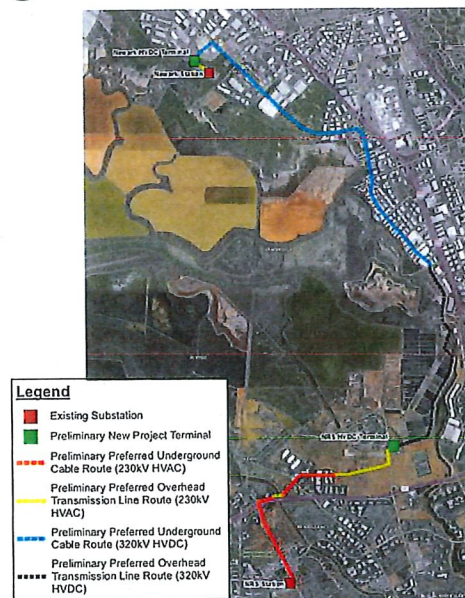 Newark HVDC Terminal
Newark Station
NRS HVDC Terminal
NRS Station
Legend
Existing Substation
Preliminary New Project Terminal
Preliminary Preferred Underground
Cable Route (230kV HVAC)
Preliminary Preferred Overhead
Transmission Line Route (230kV
HVAC)
Preliminary Preferred Underground
Cable Route (320kV HVDC)
Preliminary Preferred Overhead
Transmission Line Route (320kV
HVDC)